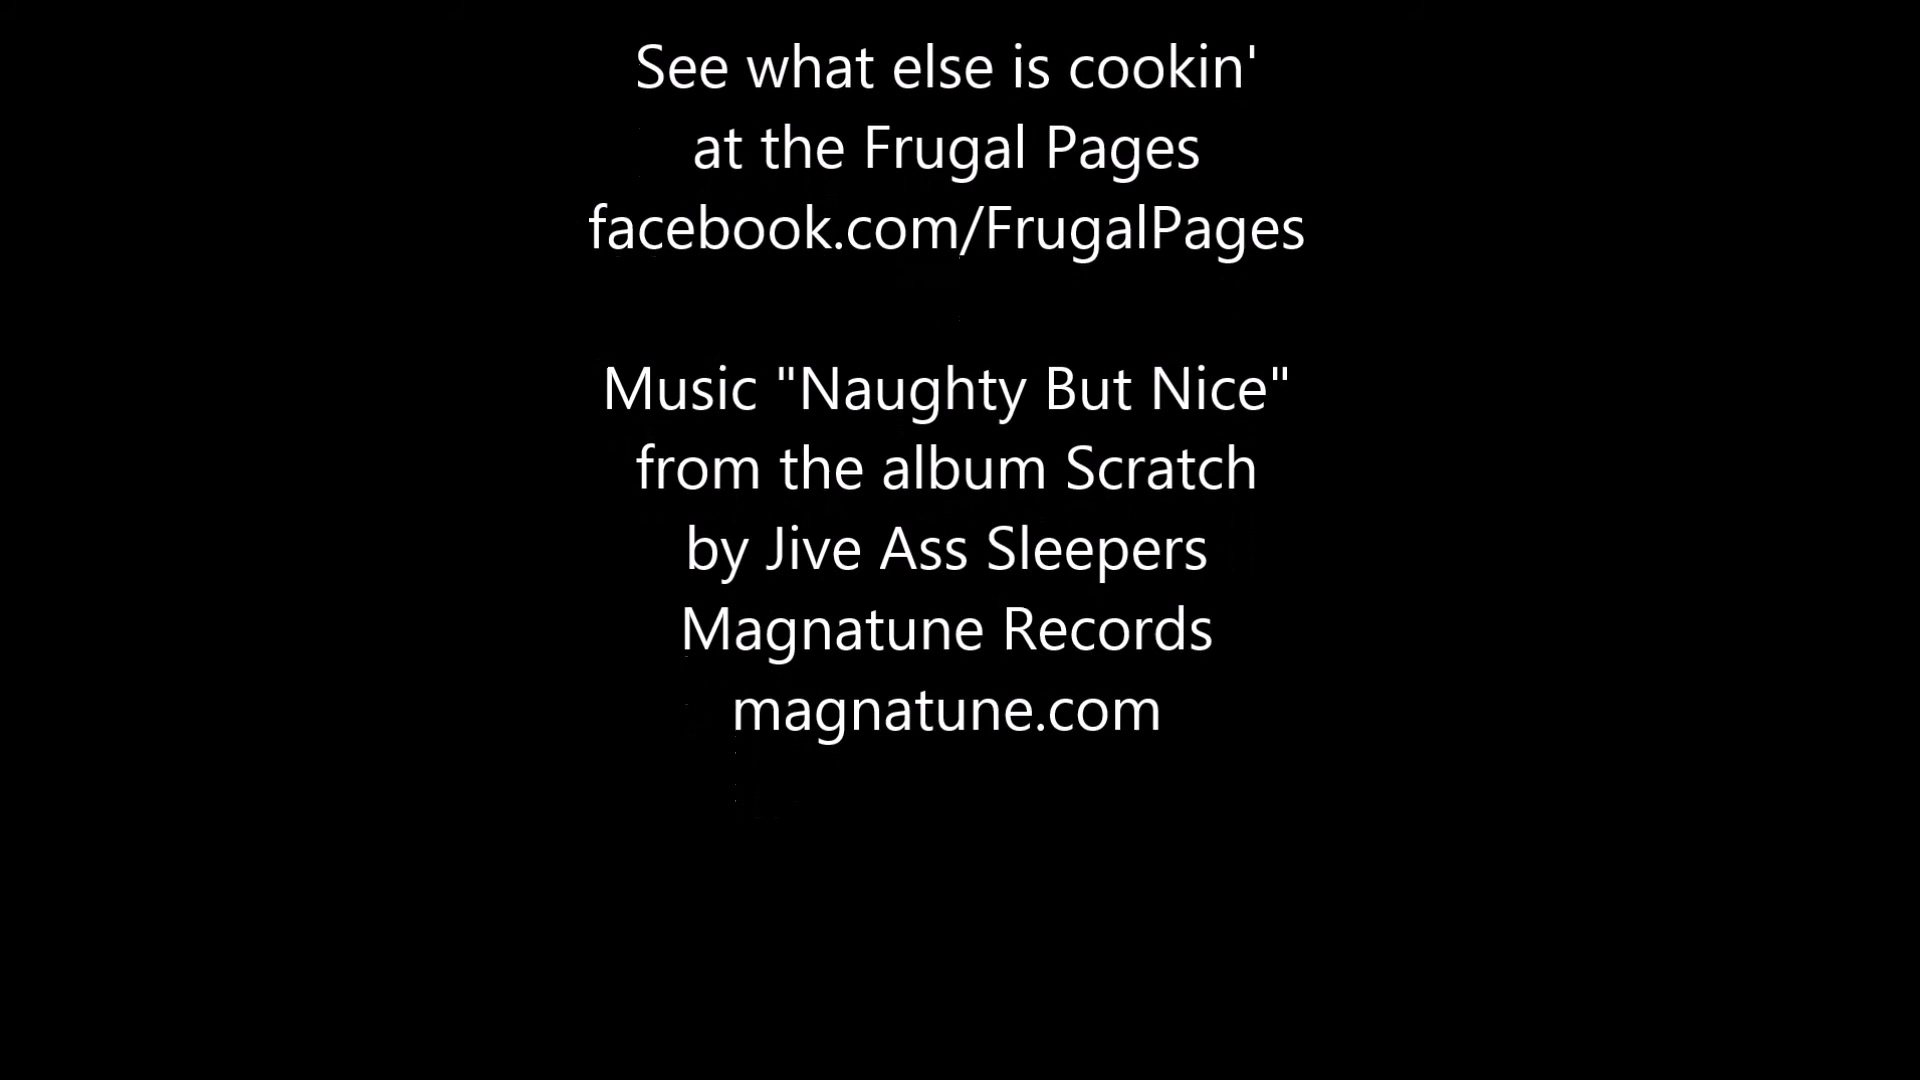 See what else is cookin'
at the Frugal Pages
facebook.com/FrugalPages
Music "Naughty But Nice"
from the album Scratch
by Jive Ass Sleepers
Magnatune Records
magnatune.com